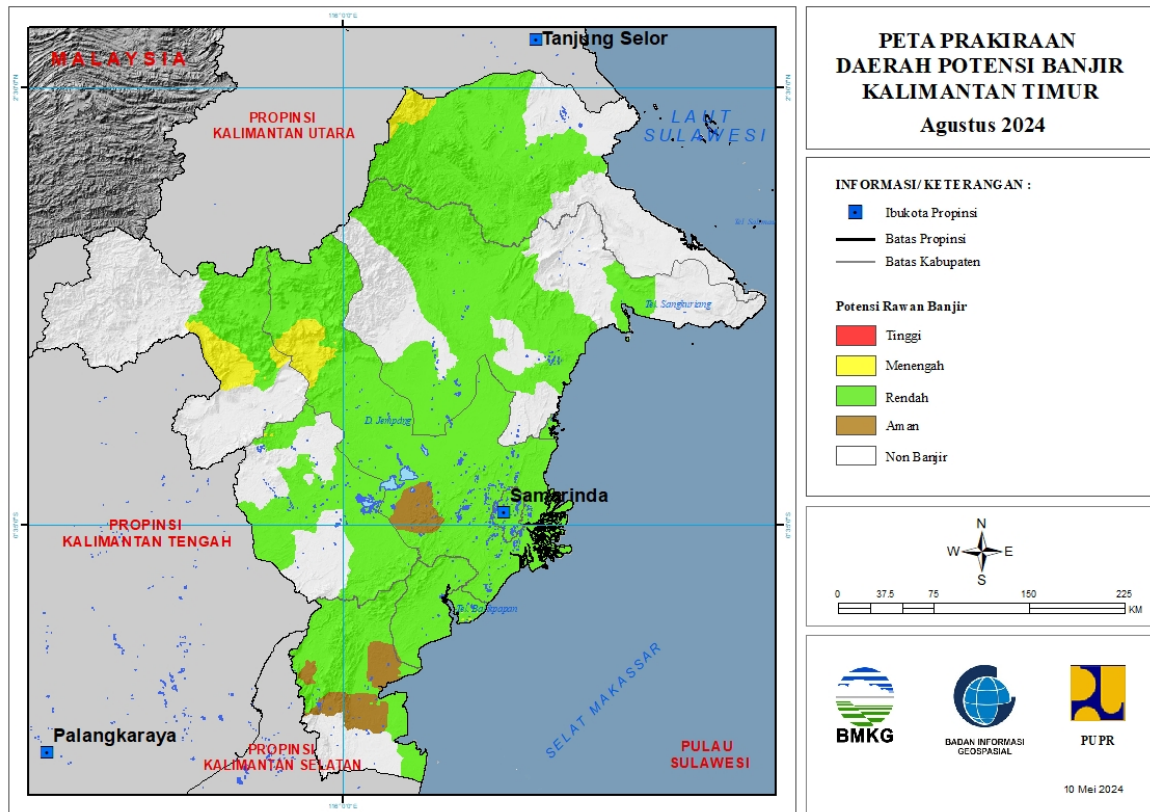 Tanjung Selor
MALAYSIA
PROPINSI
KALIMANTAN UTARA
LAUT
SULAWESI
Tel. Sangkuriang
D. Jempang
Samarinda
PROPINSI
KALIMANTAN TENGAH
Tel. Balikpapan
SELAT MAKASSAR
Palangkaraya
PROPINSI
KALIMANTAN SELATAN
PULAU
SULAWESI
PETA PRAKIRAAN
DAERAH POTENSI BANJIR
KALIMANTAN TIMUR
Agustus 2024
INFORMASI/KETERANGAN :
Ibukota Propinsi
Batas Propinsi
Batas Kabupaten
Potensi Rawan Banjir
Tinggi
Menengah
Rendah
Aman
Non Banjir
N
W E
S
0 37.5 75 150 225
KM
BMKG
BADAN INFORMASI
GEOSPASIAL
PUPR
10 Mei 2024